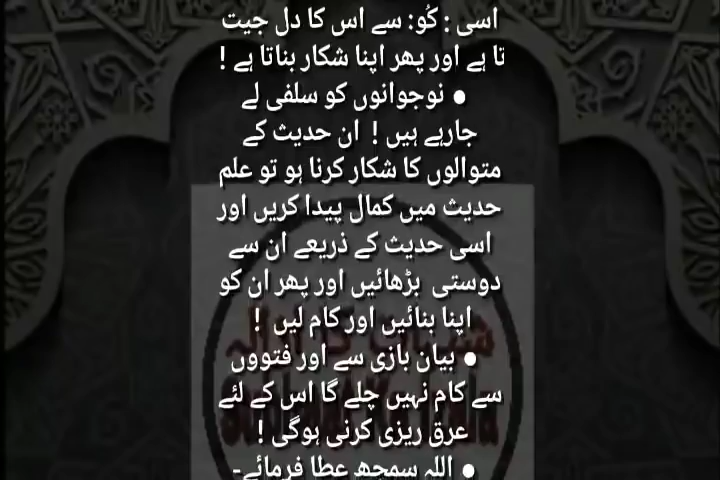 اسی : کُو: سے اس کا دل جیت
تا ہے اور پھر اپنا شکار بناتا ہے !
● نوجوانوں کو سلفی لے
جارہے ہیں ! ان حدیث کے
متوالوں کا شکار کرنا ہو تو علم
حدیث میں کمال پیدا کریں اور
اسی حدیث کے ذریعے ان سے
دوستی بڑھائیں اور پھر ان کو
اپنا بنائیں اور کام لیں !
● بیان بازی سے اور فتووں
سے کام نہیں چلے گا اس کے لئے
عرق ریزی کرنی ہوگی !
● اللہ سمجھ عطا فرمائے-